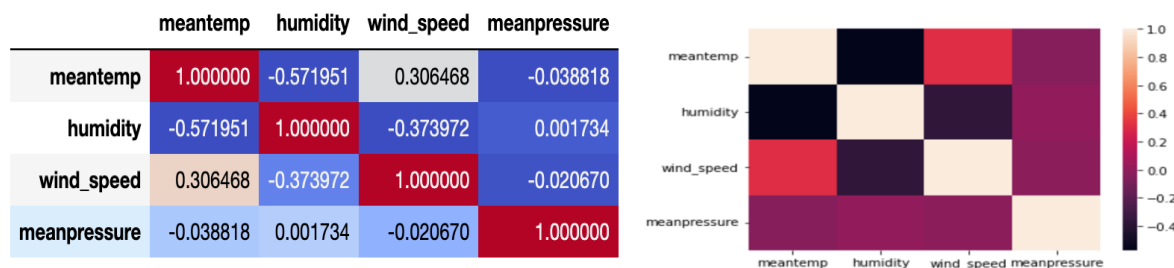 meantemp humidity wind_speed meanpressure
meantemp 1.000000 -0.571951 0.306468 -0.038818
humidity -0.571951 1.000000 -0.373972 0.001734
wind_speed 0.306468 -0.373972 1.000000 -0.020670
meanpressure -0.038818 0.001734 -0.020670 1.000000
meantemp
humidity
wind_speed
meanpressure
meantemp humidity wind_speed meanpressure
1.0
0.8
0.6
0.4
0.2
0.0
-0.2
-0.4